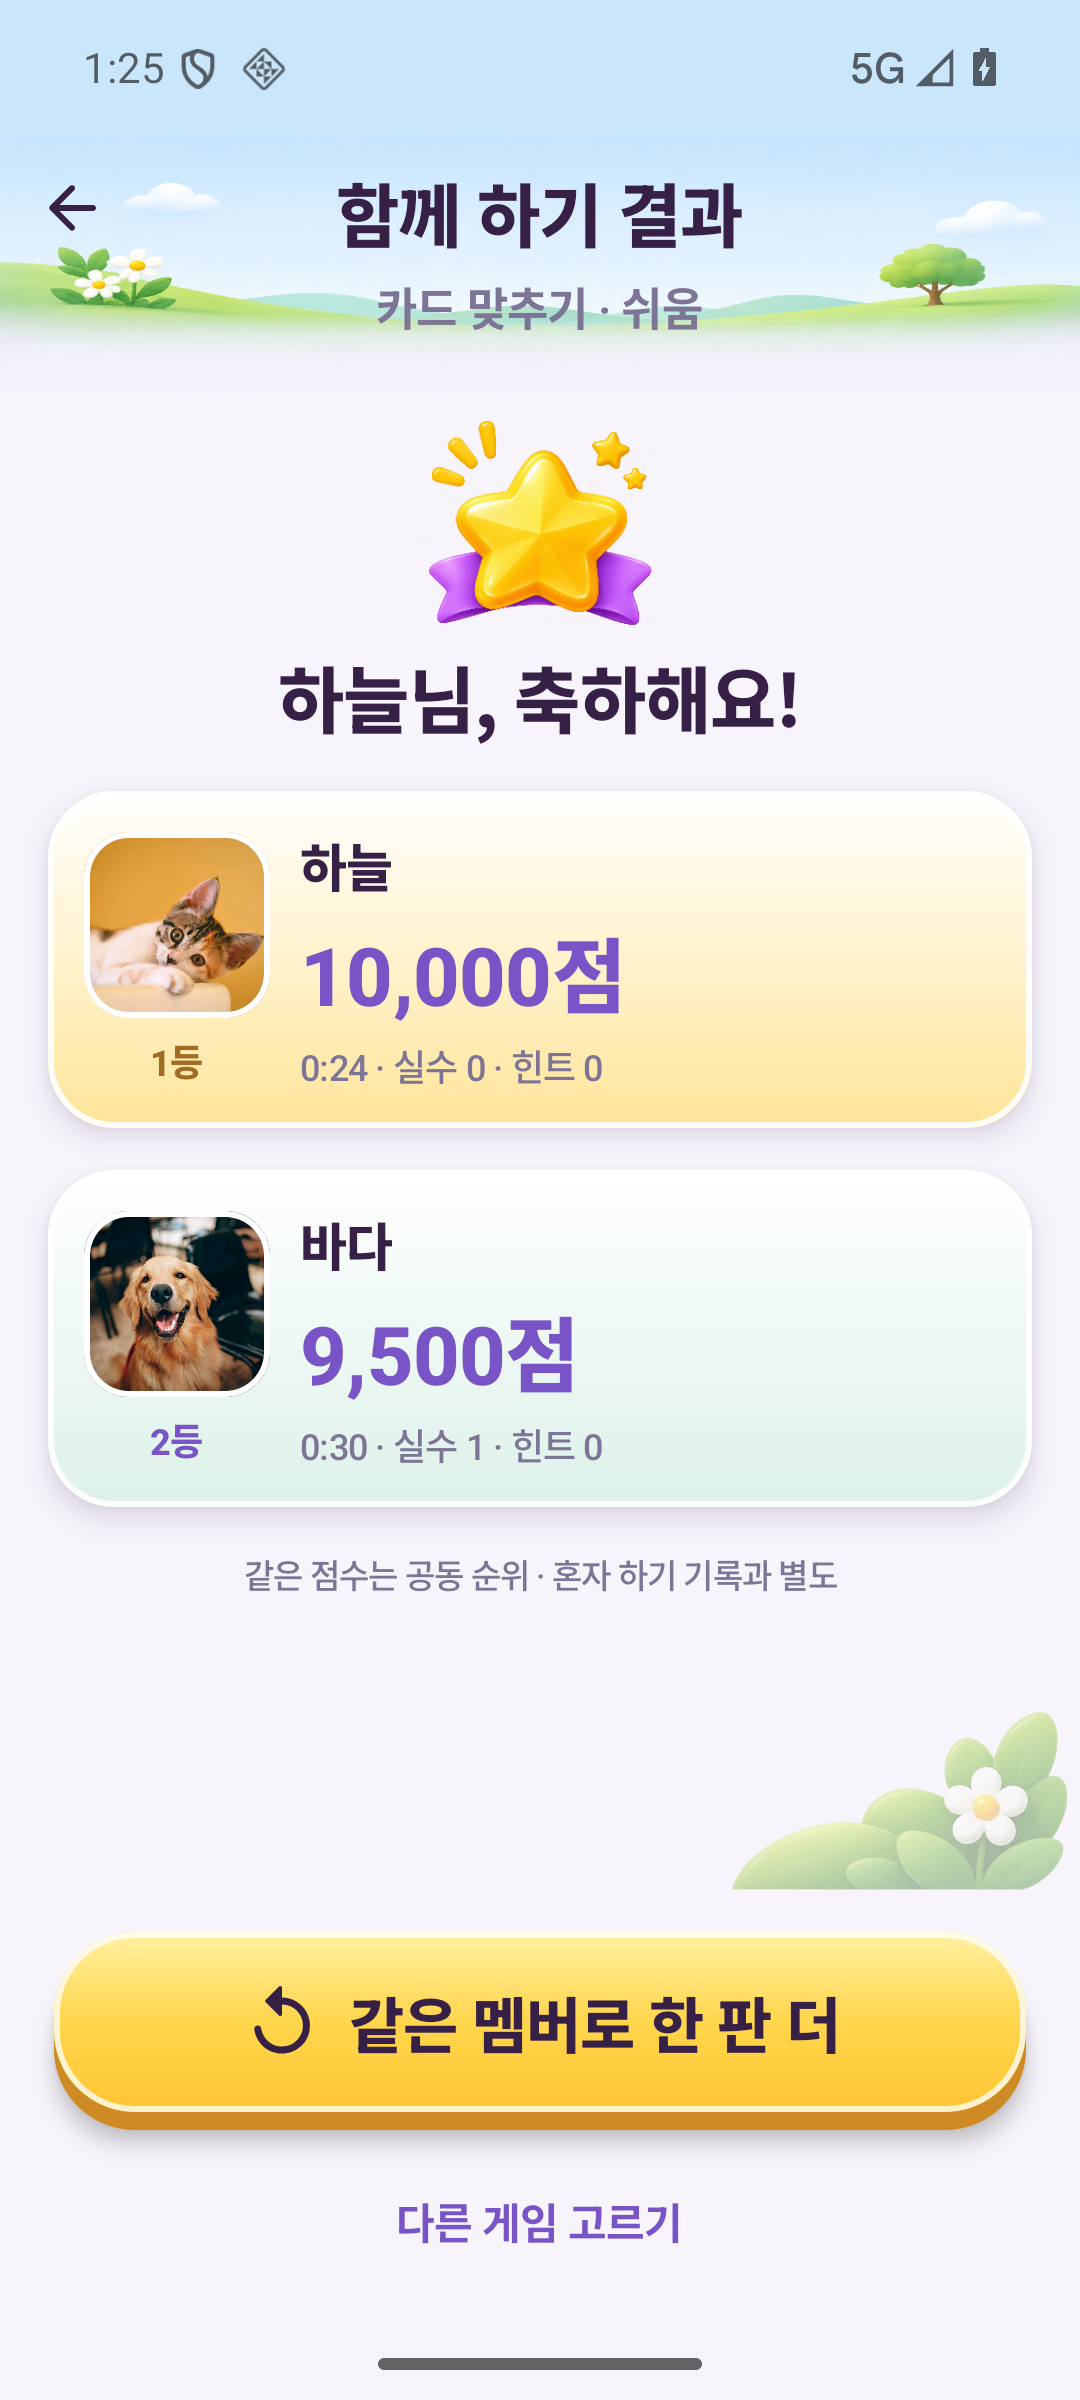 1:25
5G
함께 하기 결과
카드 맞추기 · 쉬움
하늘님, 축하해요!
하늘
10,000점
1등
0:24 · 실수 0 · 힌트 0
바다
9,500점
2등
0:30 · 실수 1 · 힌트 0
같은 점수는 공동 순위 · 혼자 하기 기록과 별도
같은 멤버로 한 판 더
다른 게임 고르기